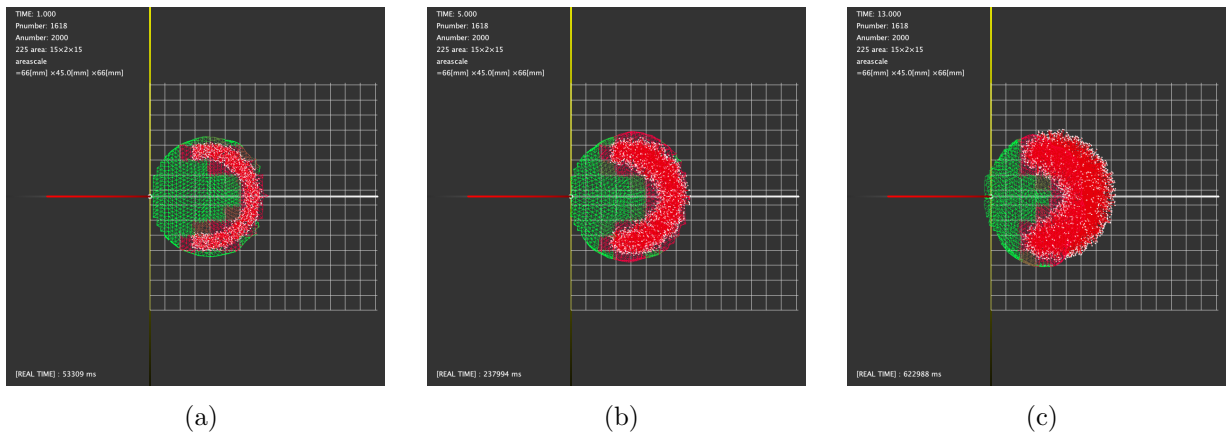 TIME: 1.000
Pnumber: 1618
Anumber: 2000
225 area: 15×2×15
areascale
=66[mm] ×45.0[mm] ×66[mm]
[REAL TIME] : 53309 ms
(a)
TIME: 5.000
Pnumber: 1618
Anumber: 2000
225 area: 15×2×15
areascale
=66[mm] ×45.0[mm] ×66[mm]
[REAL TIME] : 237994 ms
(b)
TIME: 13.000
Pnumber: 1618
Anumber: 2000
225 area: 15×2×15
areascale
=66[mm] ×45.0[mm] ×66[mm]
[REAL TIME] : 622988 ms
(c)